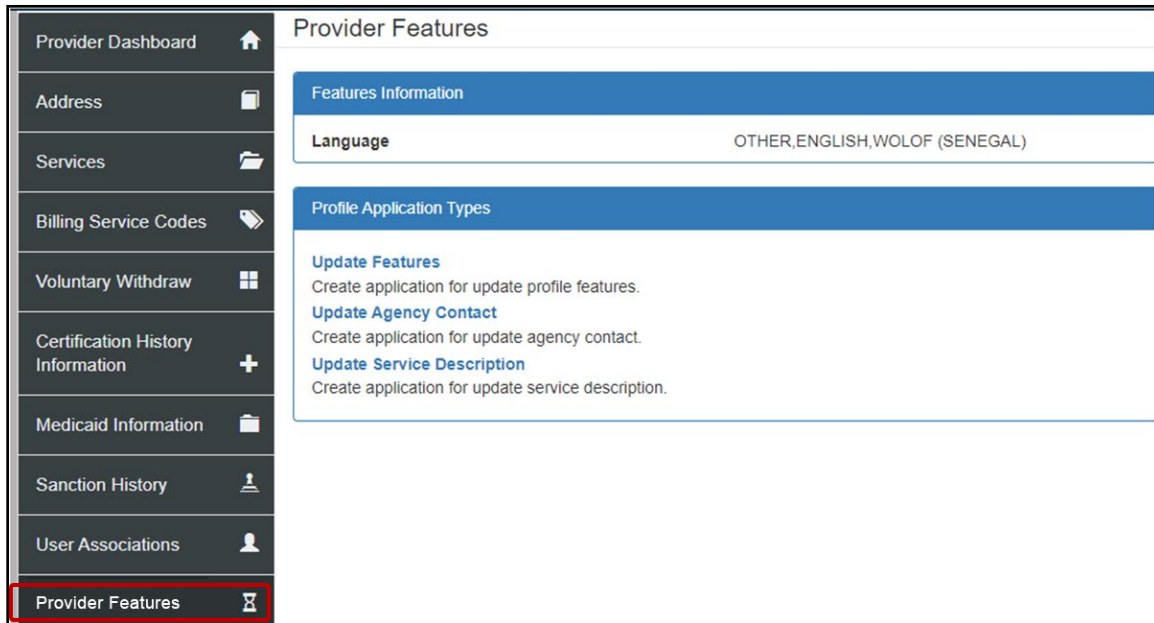 Provider Dashboard
Address
Services
Billing Service Codes
Voluntary Withdraw
Certification History
Information
Medicaid Information
Sanction History
User Associations
Provider Features
Provider Features
Features Information
Language OTHER,ENGLISH,WOLOF (SENEGAL)
Profile Application Types
Update Features
Create application for update profile features.
Update Agency Contact
Create application for update agency contact.
Update Service Description
Create application for update service description.